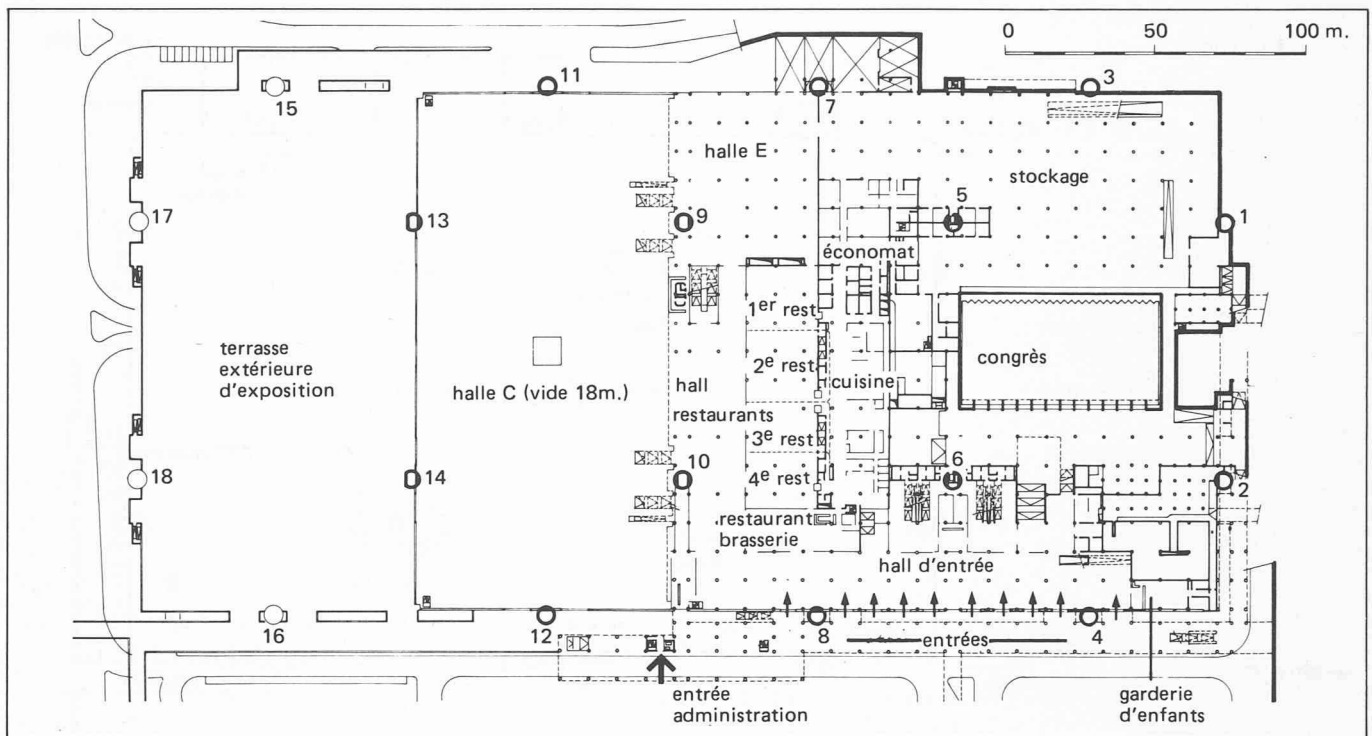 0 50 100 m.
11
3
15
7
halle E
stockage
17
13
9
5
1
économat
1er rest
terrasse
extérieure
d'exposition
halle C (vide 18m.)
hall
restaurants
2e rest
cuisine
congrès
3e rest
18
14
10
4e rest
6
2
restaurant
brasserie
hall d'entrée
16
12
8
entrées
4
entrée
administration
garderie
d'enfants